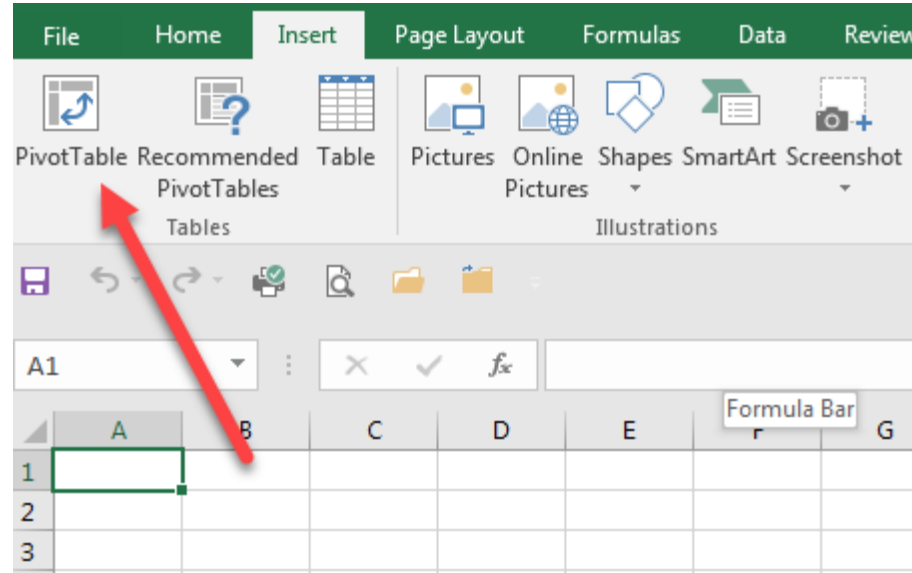 File Home Insert Page Layout Formulas Data Review
PivotTable Recommended PivotTables Table Pictures Online Pictures Shapes SmartArt Screenshot
Tables Illustrations
A1 fx
Formula Bar
A B C D E F G
1
2
3